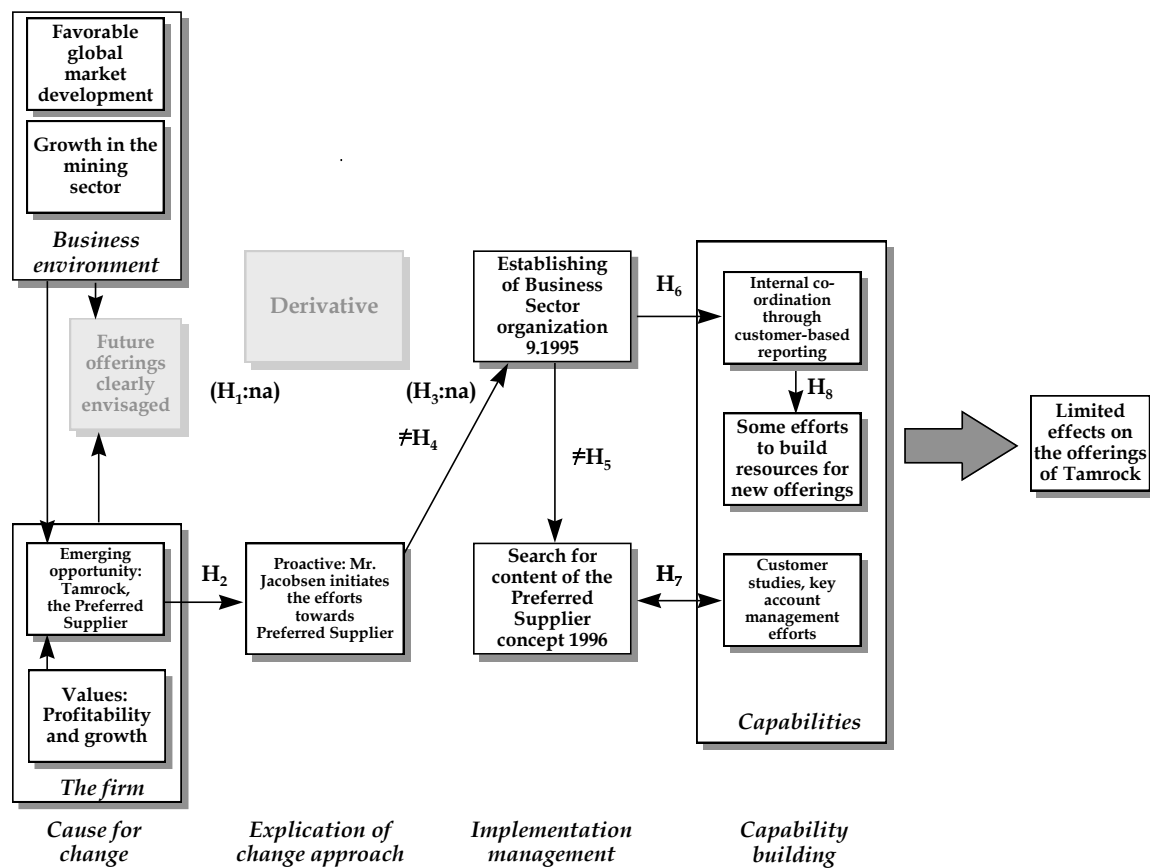 Favorable
global
market
development
Growth in the
mining
sector
Business
environment
Future
offerings
clearly
envisaged
Emerging
opportunity:
Tamrock,
the Preferred
Supplier
Values:
Profitability
and growth
The firm
Cause for
change
Derivative
(H1:na)
H2
Proactive: Mr.
Jacobsen initiates
the efforts
towards
Preferred Supplier
Explication of
change approach
(H3:na)
≠H4
Establishing
of Business
Sector
organization
9.1995
≠H5
Search for
content of the
Preferred
Supplier
concept 1996
Implementation
management
H6
H7
Internal co-
ordination
through
customer-based
reporting
H8
Some efforts
to build
resources for
new offerings
Customer
studies, key
account
management
efforts
Capabilities
Capability
building
Limited
effects on
the offerings
of Tamrock